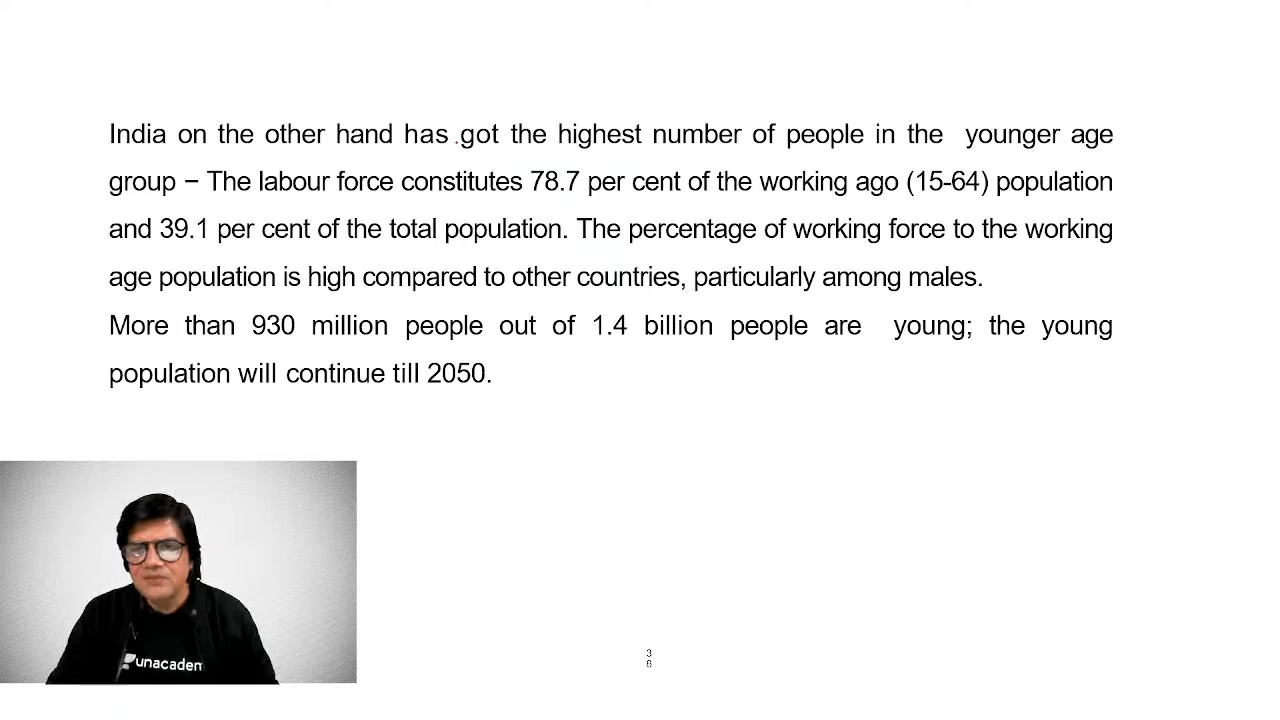 India on the other hand has got the highest number of people in the younger age
group – The labour force constitutes 78.7 per cent of the working ago (15-64) population
and 39.1 per cent of the total population. The percentage of working force to the working
age population is high compared to other countries, particularly among males.
More than 930 million people out of 1.4 billion people are young; the young
population will continue till 2050.
unacadem
3
6